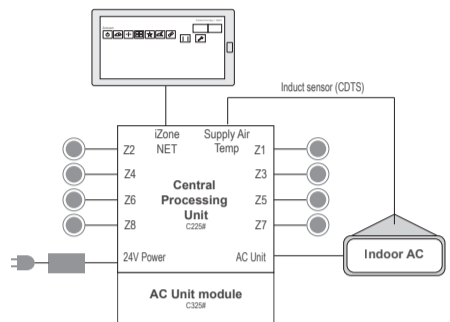 Induct sensor (CDTS)
iZone
NET
Supply Air
Temp
Z2
Z1
Z4
Z3
Z6
Z5
Z8
Z7
Central
Processing
Unit
C225#
24V Power
AC Unit
Indoor AC
AC Unit module
C325#